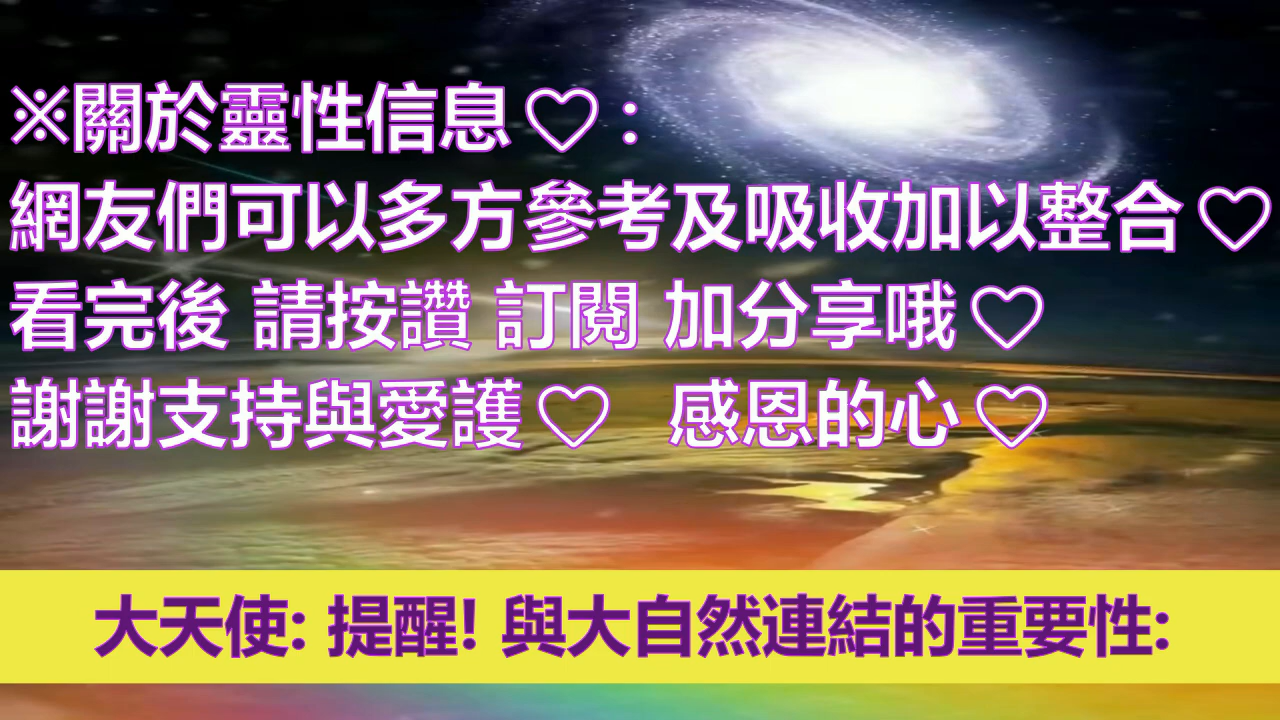 ※關於靈性信息♡:
網友們可以多方參考及吸收加以整合♡
看完後 請按讚 訂閱 加分享哦♡
謝謝支持與愛護♡ 感恩的心♡
大天使: 提醒! 與大自然連結的重要性: